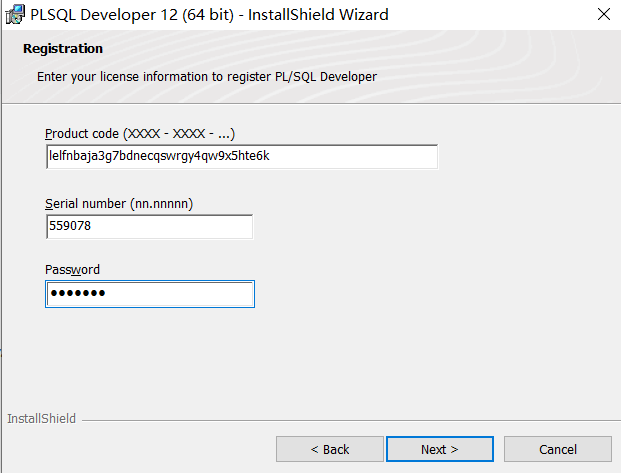 PLSQL Developer 12 (64 bit) - InstallShield Wizard
Registration
Enter your license information to register PL/SQL Developer
Product code (XXXX - XXXX - ...)
lelfnbaja3g7bdnecqswrgy4qw9x5hte6k
Serial number (nn.nnnnn)
559078
Password
•••••••
InstallShield
< Back
Next >
Cancel